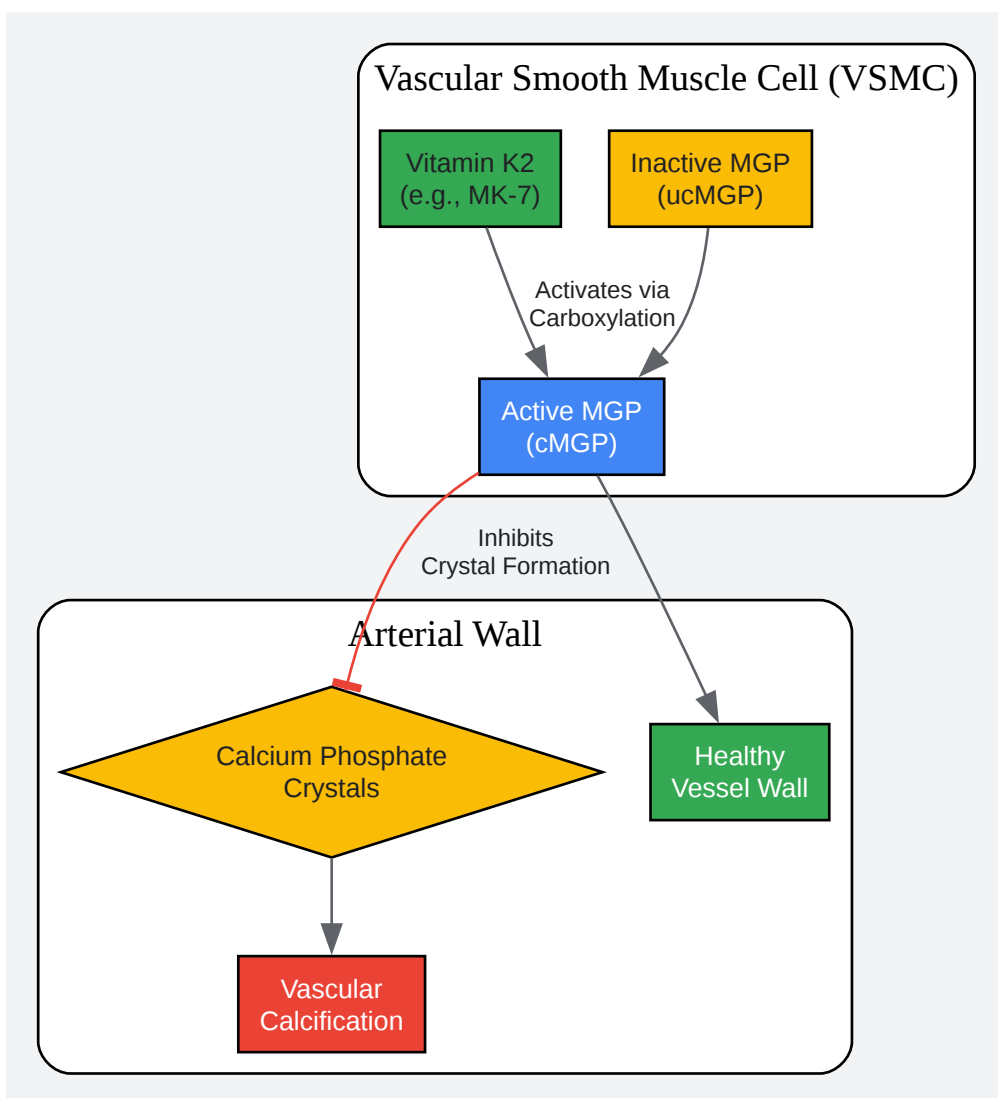 Vascular Smooth Muscle Cell (VSMC)
Vitamin K2
(e.g., MK-7)
Inactive MGP
(ucMGP)
Activates via
Carboxylation
Active MGP
(cMGP)
Inhibits
Crystal Formation
Arterial Wall
Calcium Phosphate
Crystals
Healthy
Vessel Wall
Vascular
Calcification